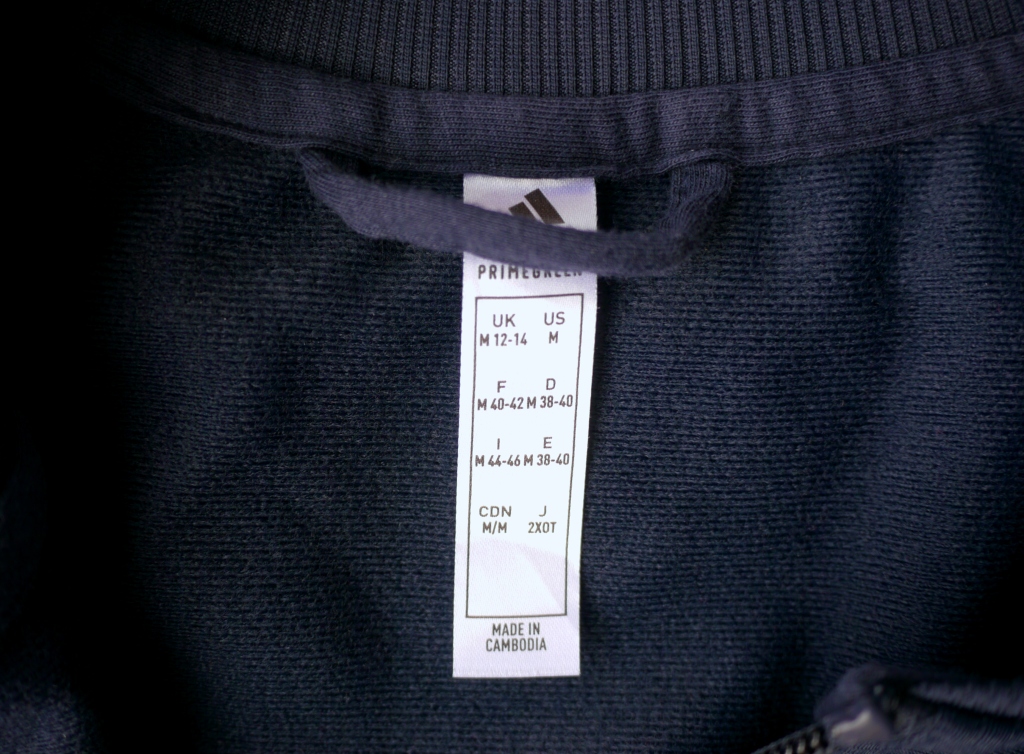 PRIMEGREEN
UK US
M 12-14 M
F D
M 40-42 M 38-40
I E
M 44-46 M 38-40
CDN J
M/M 2XOT
MADE IN
CAMBODIA